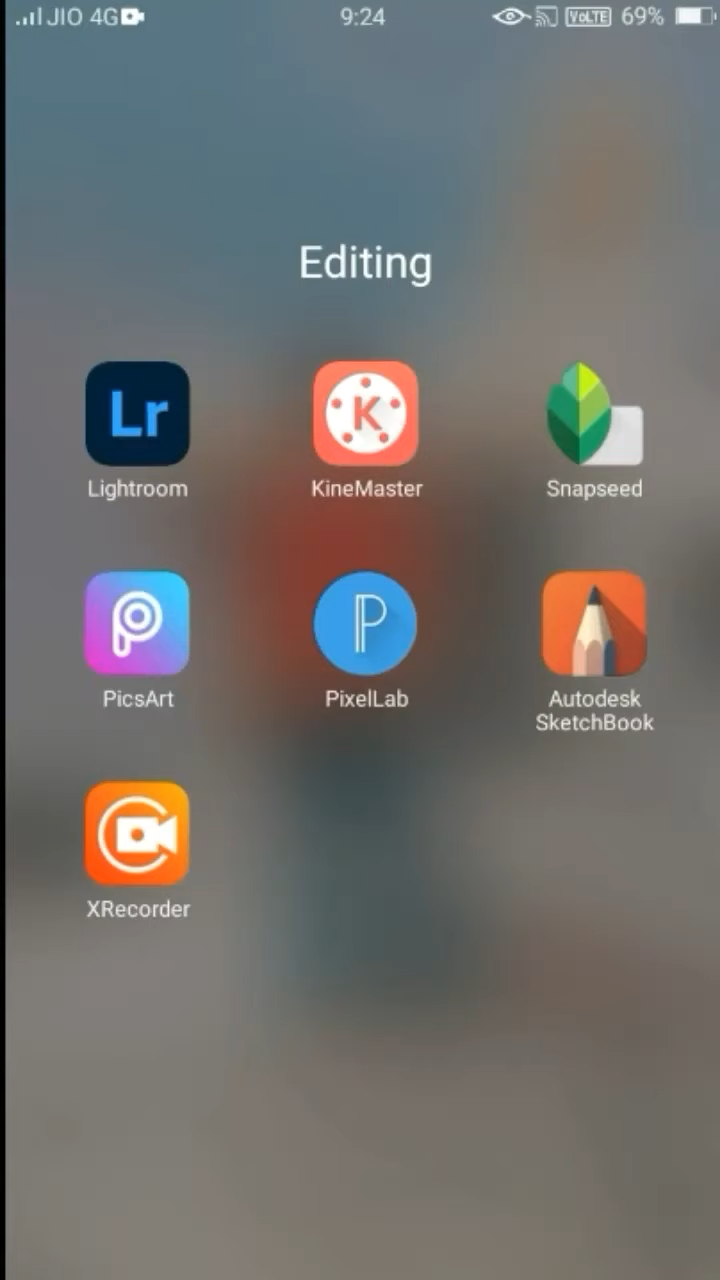 JIO 4G 9:24 VoLTE 69%
Editing
Lr K
Lightroom KineMaster Snapseed
P
PicsArt PixelLab Autodesk
SketchBook
XRecorder